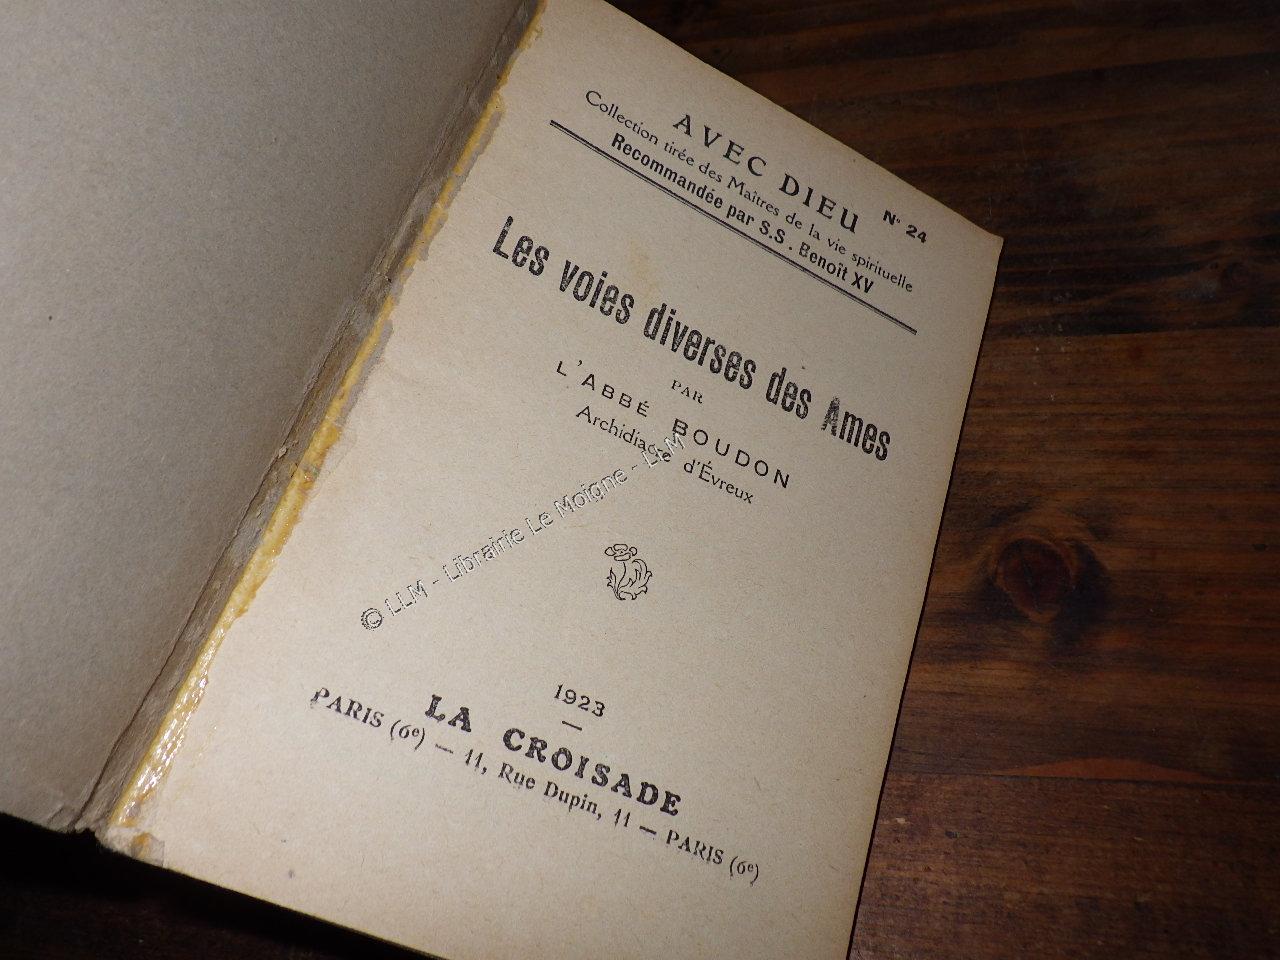 AVEC DIEU N° 24
Collection tirée des Maîtres de la vie spirituelle
Recommandée par S.S. Benoît XV
Les voies diverses des Ames
PAR
L'ABBÉ BOUDON
Archidiacre d'Évreux
© LLM - Librairie Le Moigne - LLM
1923
LA CROISADE
PARIS (6e) — 11, Rue Dupin, 11 — PARIS (6e)